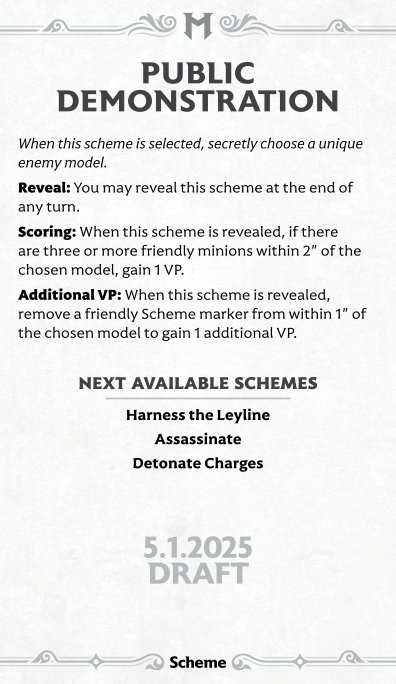 M
PUBLIC
DEMONSTRATION
When this scheme is selected, secretly choose a unique
enemy model.
Reveal: You may reveal this scheme at the end of
any turn.
Scoring: When this scheme is revealed, if there
are three or more friendly minions within 2” of the
chosen model, gain 1 VP.
Additional VP: When this scheme is revealed,
remove a friendly Scheme marker from within 1” of
the chosen model to gain 1 additional VP.
NEXT AVAILABLE SCHEMES
Harness the Leyline
Assassinate
Detonate Charges
5.1.2025
DRAFT
Scheme